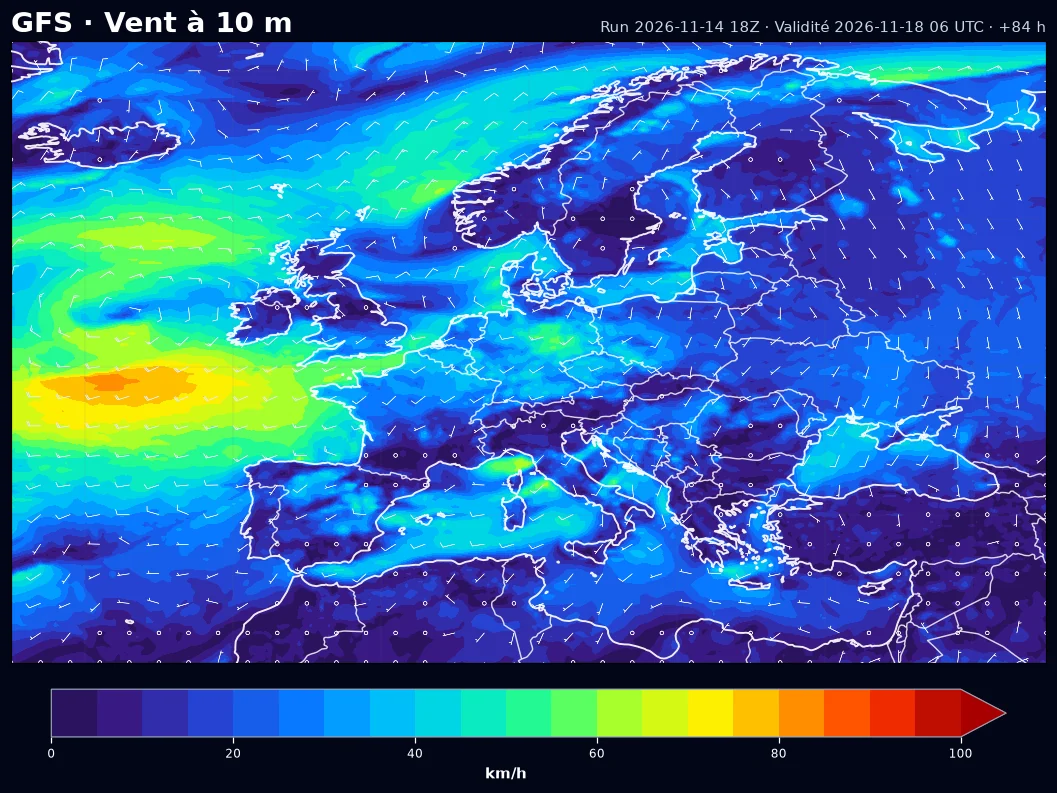 GFS · Vent à 10 m
Run 2026-11-14 18Z · Validité 2026-11-18 06 UTC · +84 h
0 20 40 60 80 100
km/h